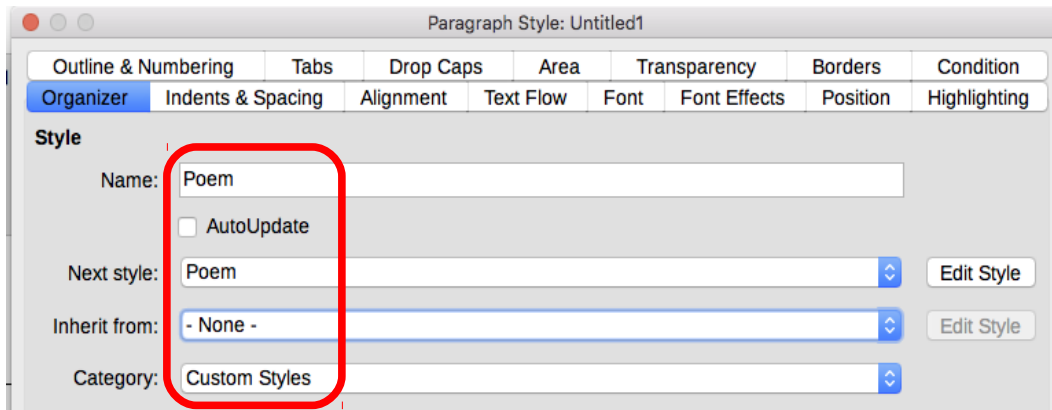 Paragraph Style: Untitled1
Outline & Numbering Tabs Drop Caps Area Transparency Borders Condition
Organizer Indents & Spacing Alignment Text Flow Font Font Effects Position Highlighting
Style
Name: Poem
AutoUpdate
Next style: Poem Edit Style
Inherit from: - None - Edit Style
Category: Custom Styles